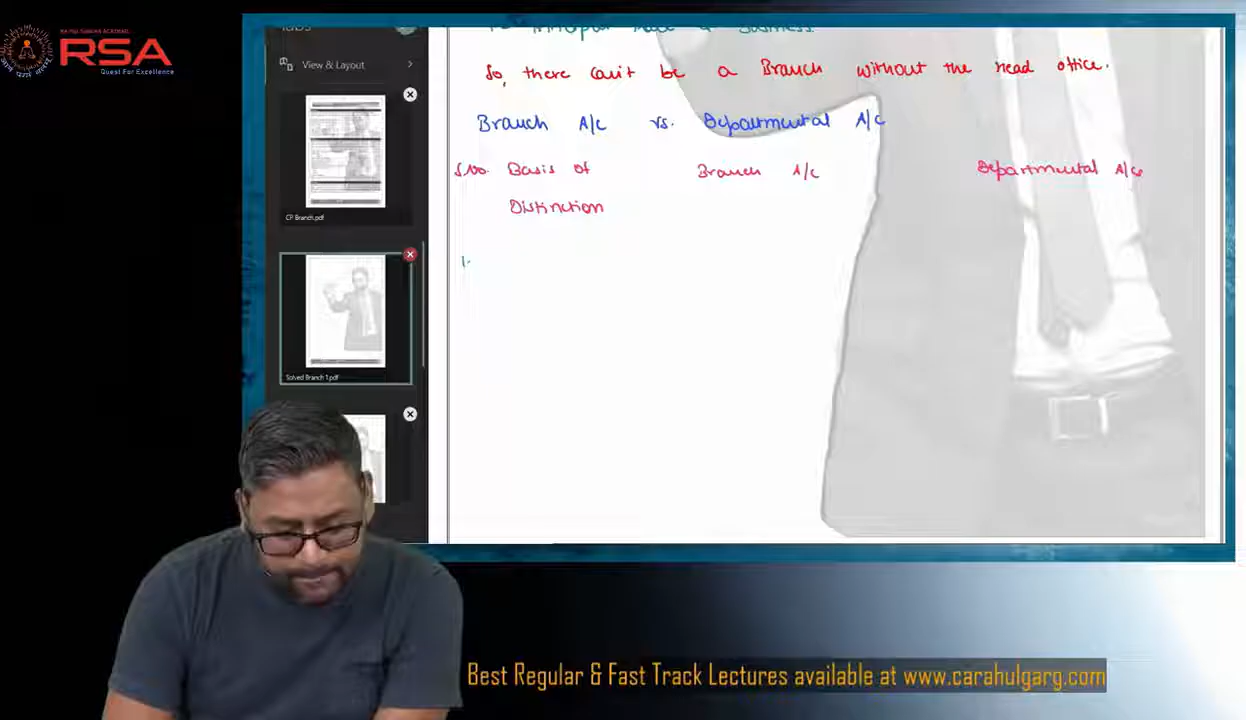 RSA
Quest For Excellence
View & Layout
CP Branch.pdf
Solved Branch 1.pdf
So, there can't be a Branch without the head office.
Branch A/c vs. Departmental A/c
S.No. Basis of Distinction
Branch A/c
Departmental A/c
1.
Best Regular & Fast Track Lectures available at www.carahulgarg.com